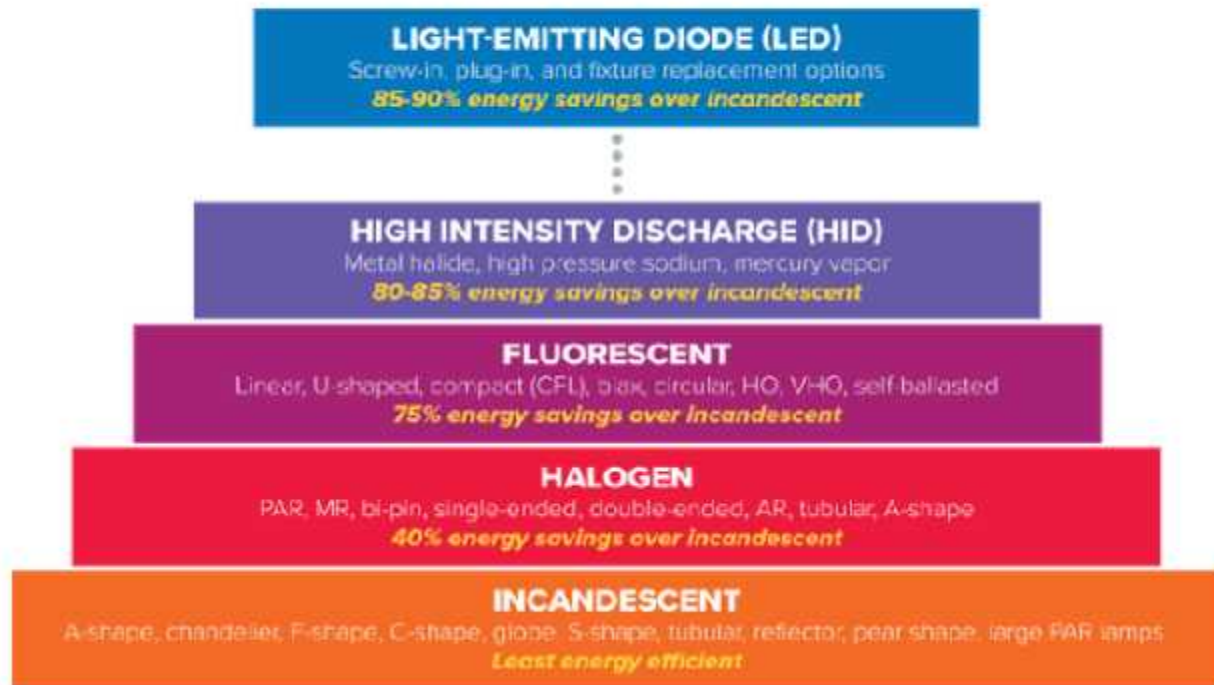 LIGHT-EMITTING DIODE (LED)
Screw-in, plug-in, and fixture replacement options
85-90% energy savings over incandescent
HIGH INTENSITY DISCHARGE (HID)
Metal halide, high pressure sodium, mercury vapor
80-85% energy savings over incandescent
FLUORESCENT
Linear, U-shaped, compact (CFL), biax, circular, HO, VHO, self-ballasted
75% energy savings over incandescent
HALOGEN
PAR, MR, bi-pin, single-ended, double-ended, AR, tubular, A-shape
40% energy savings over incandescent
INCANDESCENT
A-shape, chandelier, F-shape, C-shape, globe, S-shape, tubular, reflector, pear shape, large PAR lamps
Least energy efficient